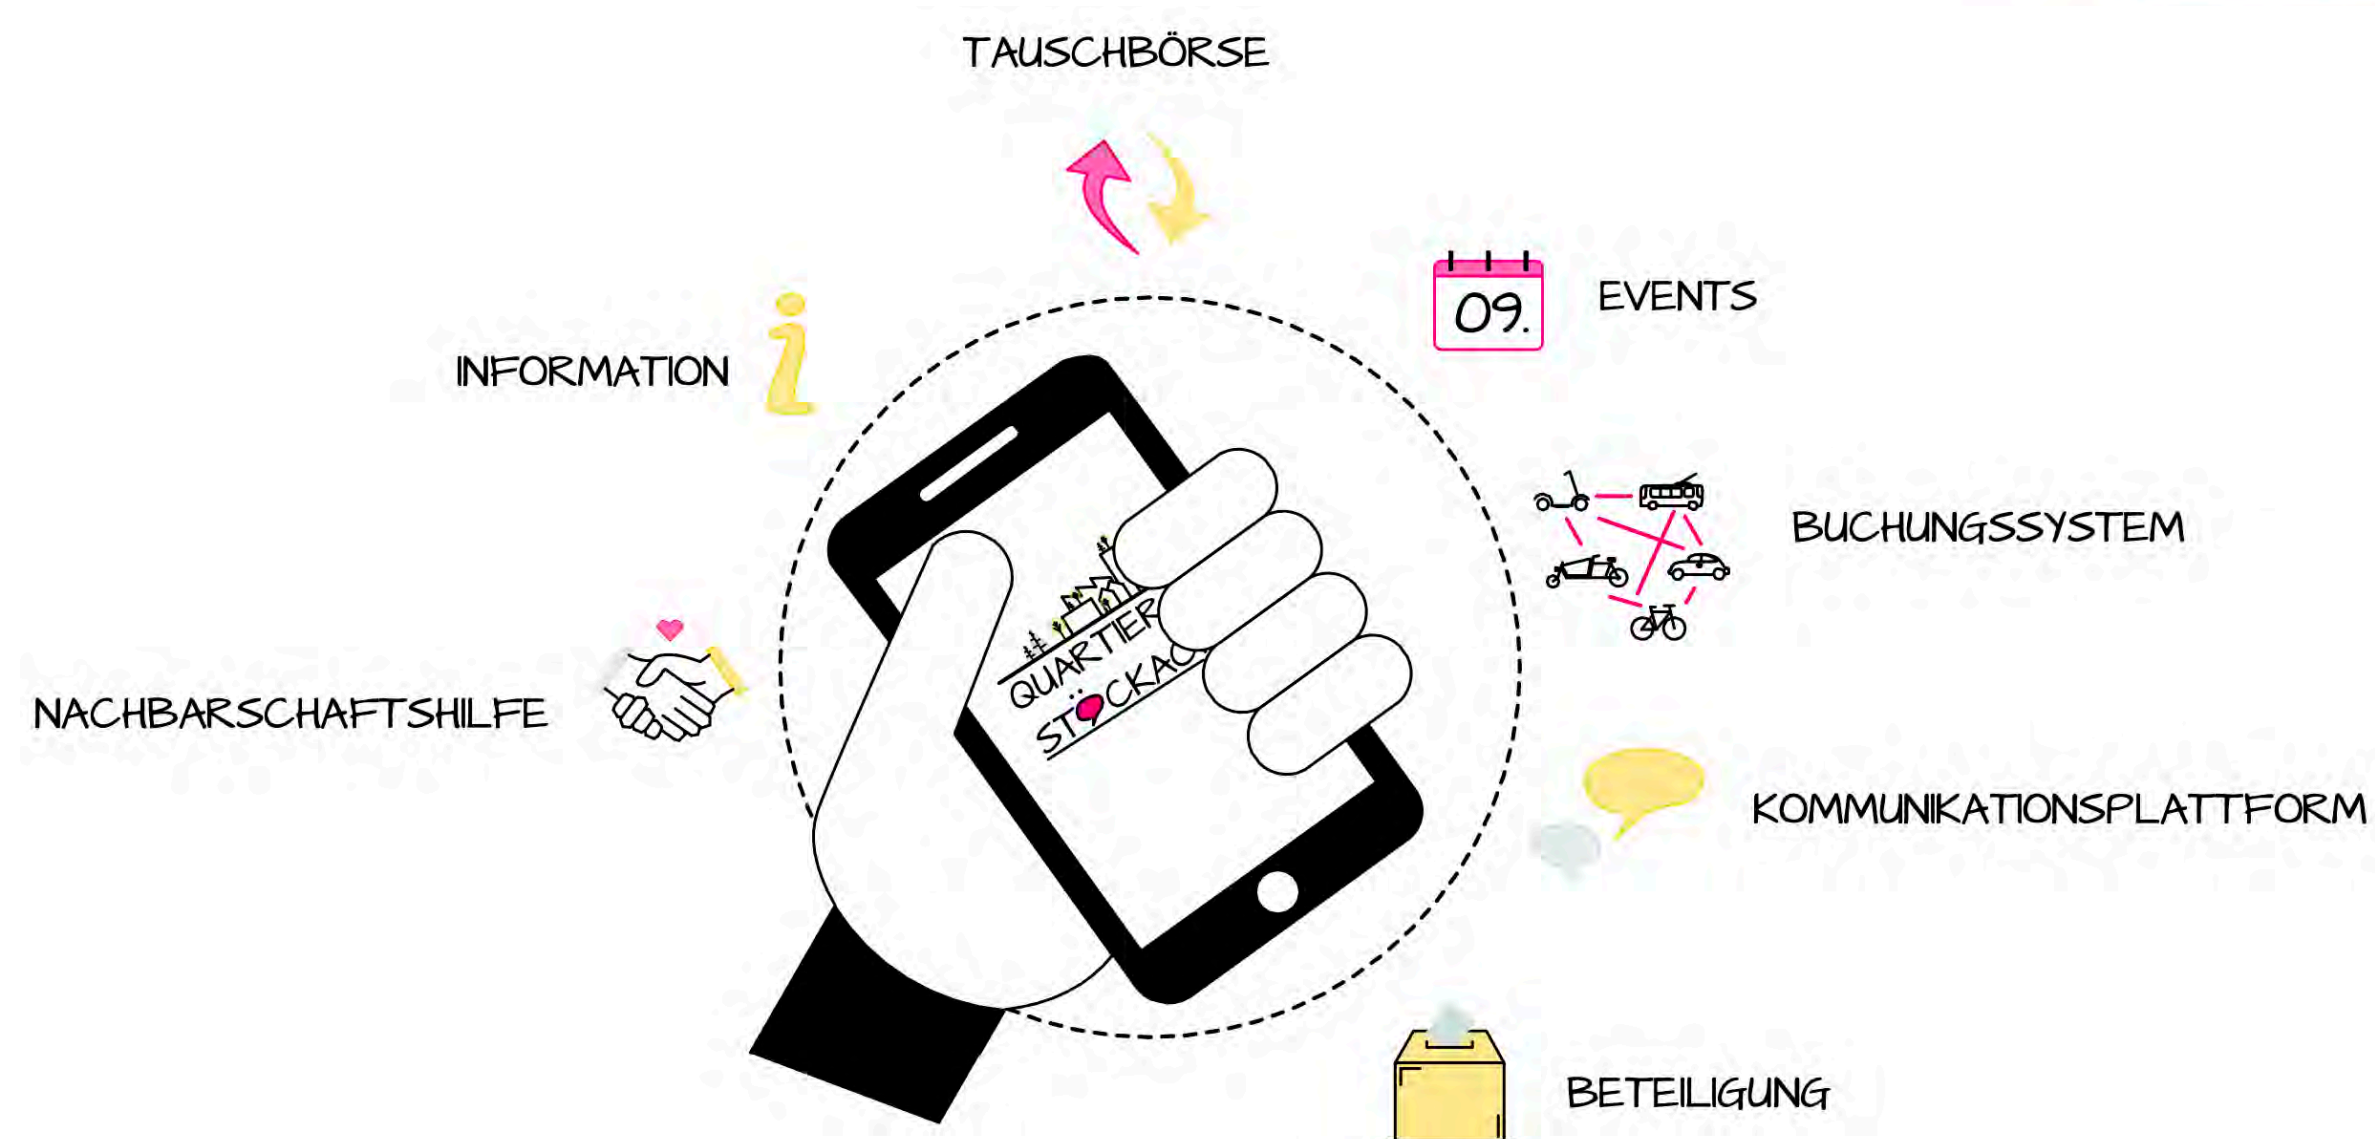 TAUSCHBÖRSE
EVENTS
09.
INFORMATION
BUCHUNGSSYSTEM
QUARTIER
NACHBARSCHAFTSHILFE
KOMMUNIKATIONSPLATTFORM
BETEILIGUNG